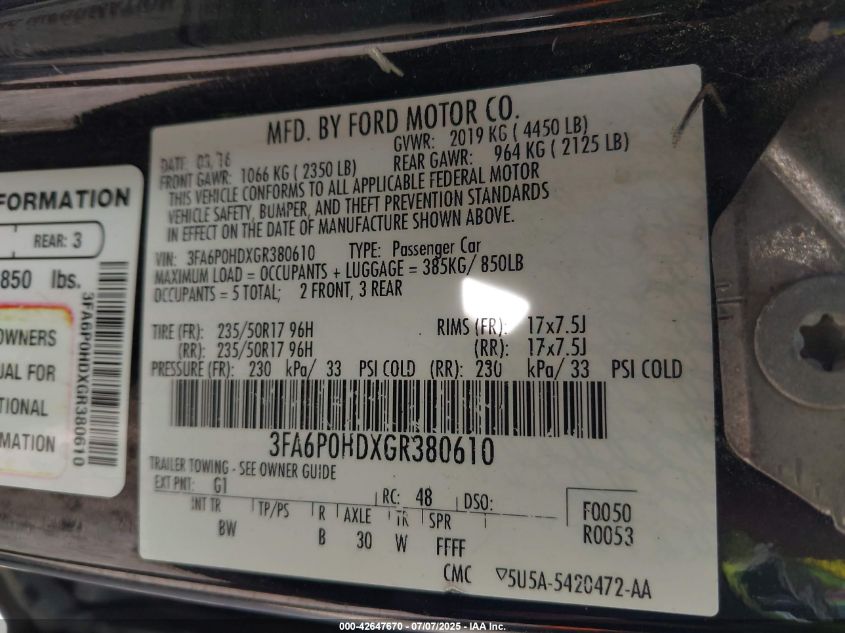 FORMATION
REAR: 3
850 lbs.
OWNERS
UAL FOR
TIONAL
MATION
3FA6P0HDXGR380610
MFD. BY FORD MOTOR CO.
DATE: 03/16
GVWR: 2019 KG ( 4450 LB)
FRONT GAWR: 1066 KG ( 2350 LB)
REAR GAWR: 964 KG ( 2125 LB)
THIS VEHICLE CONFORMS TO ALL APPLICABLE FEDERAL MOTOR
VEHICLE SAFETY, BUMPER, AND THEFT PREVENTION STANDARDS
IN EFFECT ON THE DATE OF MANUFACTURE SHOWN ABOVE.
VIN: 3FA6P0HDXGR380610 TYPE: Passenger Car
MAXIMUM LOAD = OCCUPANTS + LUGGAGE = 385KG/ 850LB
OCCUPANTS = 5 TOTAL; 2 FRONT, 3 REAR
TIRE (FR): 235/50R17 96H RIMS (FR): 17x7.5J
(RR): 235/50R17 96H (RR): 17x7.5J
PRESSURE (FR): 230 kPa/ 33 PSI COLD (RR): 230 kPa/ 33 PSI COLD
3FA6P0HDXGR380610
TRAILER TOWING - SEE OWNER GUIDE
EXT PNT: G1 RC: 48 DSO:
INT TR TP/PS R AXLE TR SPR
BW B 30 W FFFF
F0050
R0053
CMC 5U5A-5420472-AA
000-42647670 - 07/07/2025 - IAA Inc.